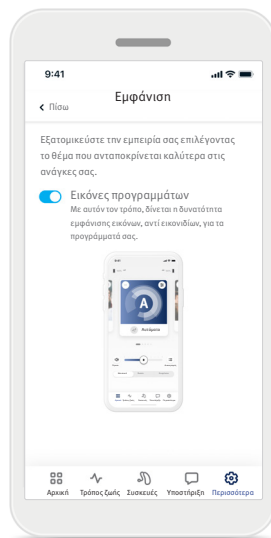 9:41
Πίσω
Εμφάνιση
Εξατομικεύστε την εμπειρία σας επιλέγοντας
το θέμα που ανταποκρίνεται καλύτερα στις
ανάγκες σας.
Εικόνες προγραμμάτων
Με αυτόν τον τρόπο, δίνεται η δυνατότητα
εμφάνισης εικόνων, αντί εικονιδίων, για τα
προγράμματά σας.
A
Αρχική Τρόπος ζωής Συσκευές Υποστήριξη Περισσότερα